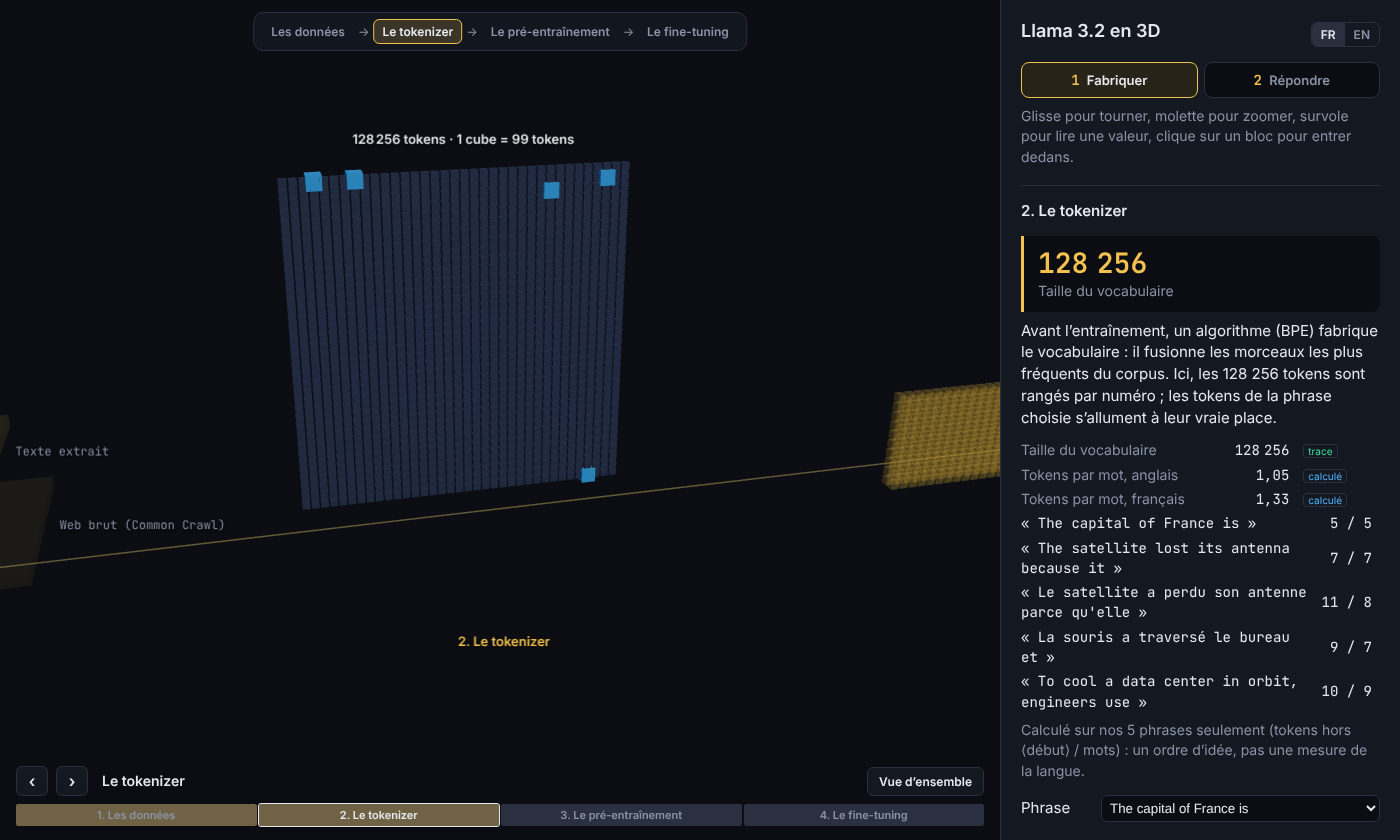 Les données → Le tokenizer → Le pré-entraînement → Le fine-tuning
128 256 tokens · 1 cube = 99 tokens
Texte extrait
Web brut (Common Crawl)
2. Le tokenizer
‹ › Le tokenizer
Vue d’ensemble
1. Les données
2. Le tokenizer
3. Le pré-entraînement
4. Le fine-tuning
Llama 3.2 en 3D
FR EN
1 Fabriquer
2 Répondre
Glisse pour tourner, molette pour zoomer, survole
pour lire une valeur, clique sur un bloc pour entrer
dedans.
2. Le tokenizer
128 256
Taille du vocabulaire
Avant l’entraînement, un algorithme (BPE) fabrique
le vocabulaire : il fusionne les morceaux les plus
fréquents du corpus. Ici, les 128 256 tokens sont
rangés par numéro ; les tokens de la phrase
choisie s’allument à leur vraie place.
Taille du vocabulaire 128 256 trace
Tokens par mot, anglais 1,05 calculé
Tokens par mot, français 1,33 calculé
« The capital of France is » 5 / 5
« The satellite lost its antenna
because it » 7 / 7
« Le satellite a perdu son antenne
parce qu'elle » 11 / 8
« La souris a traversé le bureau
et » 9 / 7
« To cool a data center in orbit,
engineers use » 10 / 9
Calculé sur nos 5 phrases seulement (tokens hors
⟨début⟩ / mots) : un ordre d’idée, pas une mesure de
la langue.
Phrase The capital of France is